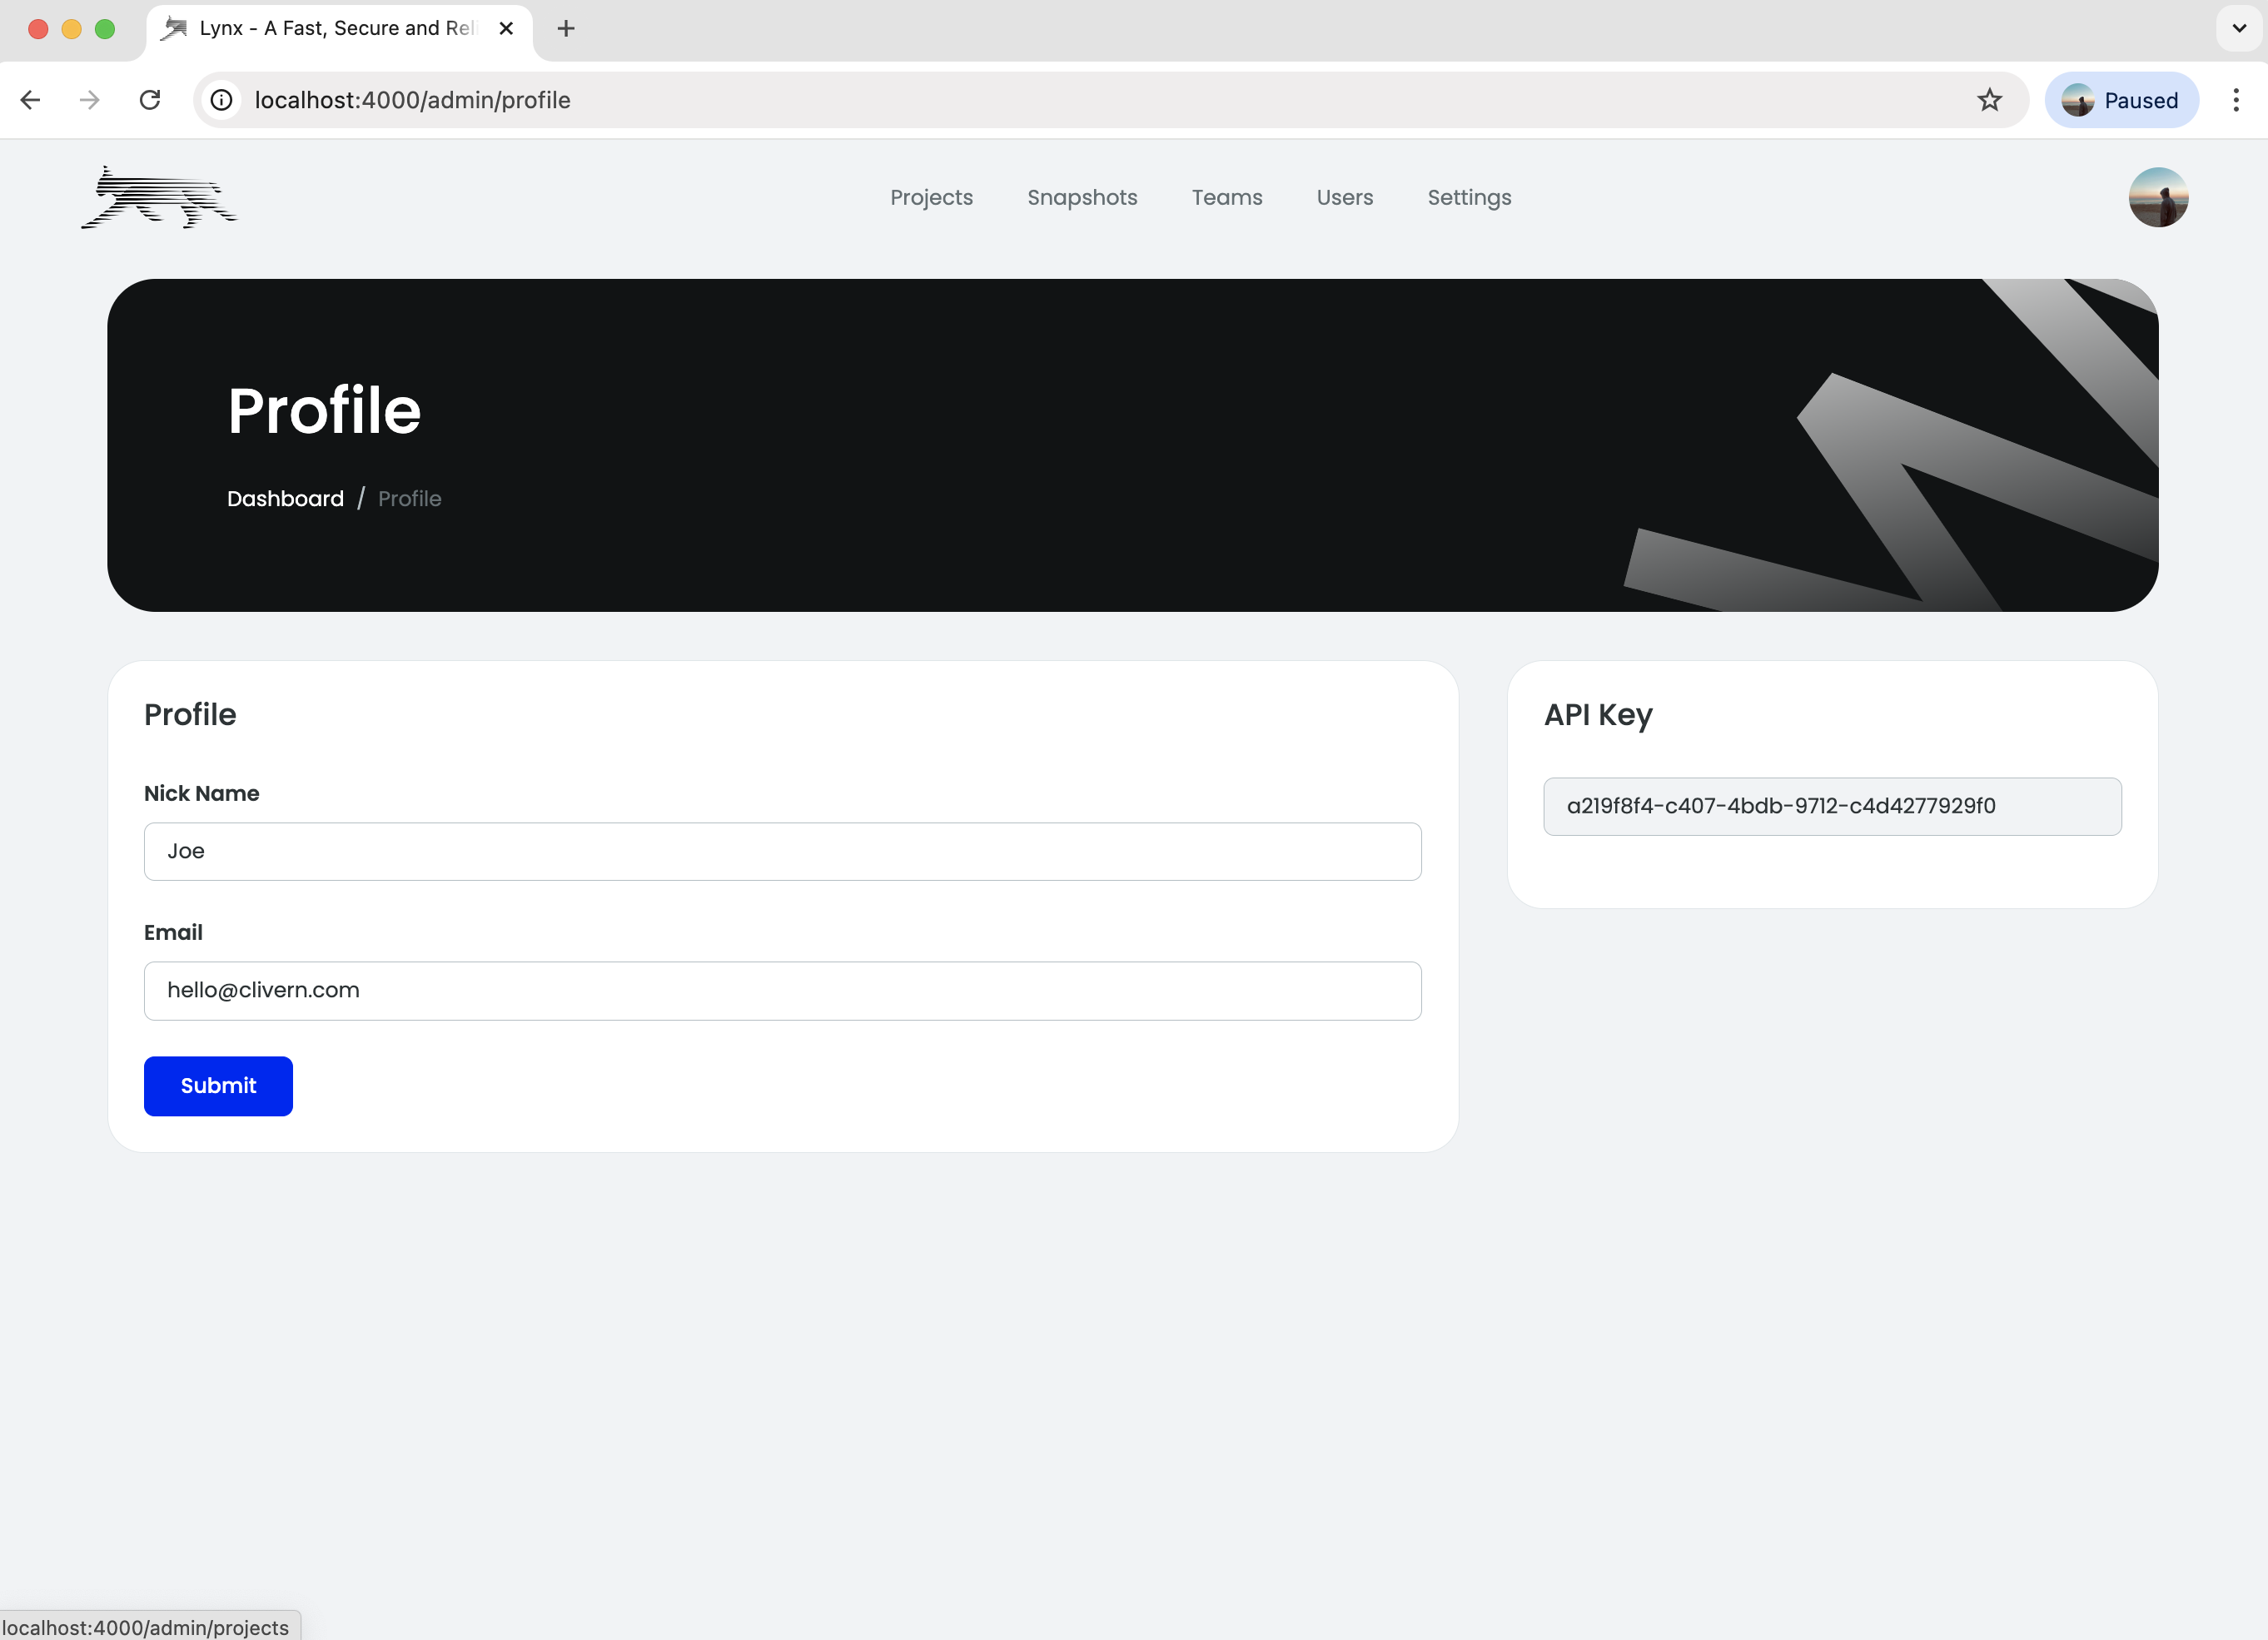 Lynx - A Fast, Secure and Reli
localhost:4000/admin/profile
Paused
Projects Snapshots Teams Users Settings
Profile
Dashboard / Profile
Profile
Nick Name
Joe
Email
hello@clivern.com
Submit
API Key
a219f8f4-c407-4bdb-9712-c4d4277929f0
localhost:4000/admin/projects